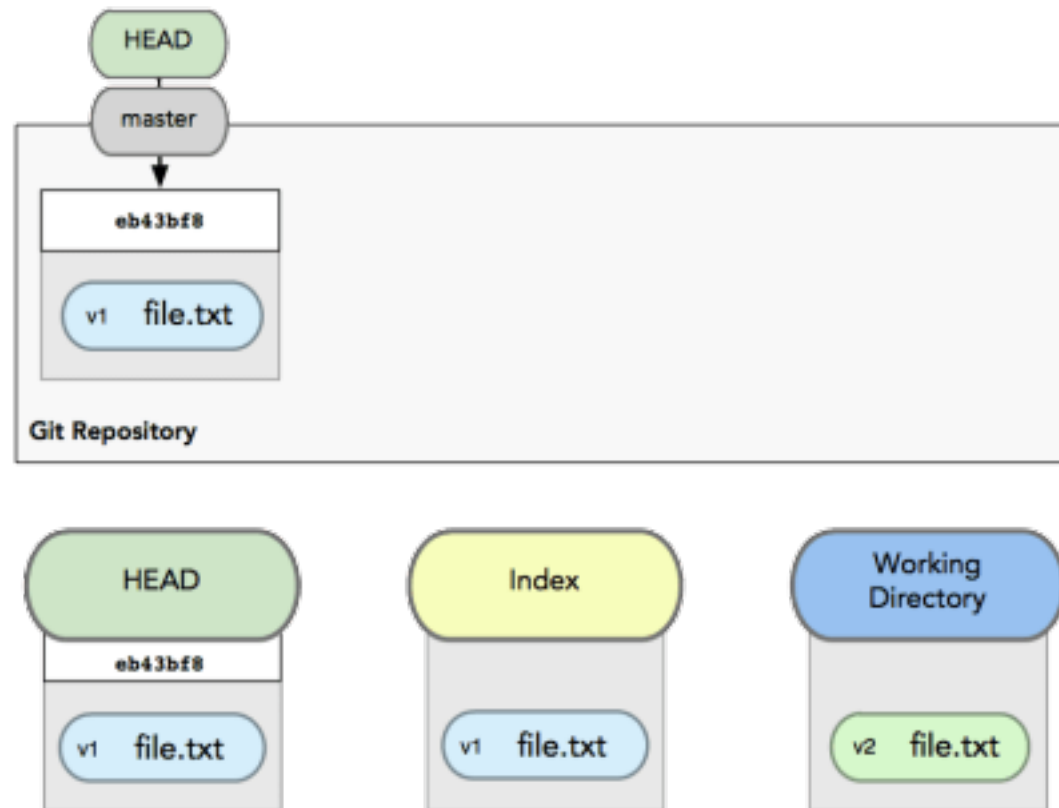 HEAD
master
eb43bf8
v1 file.txt
Git Repository
HEAD
Index
Working
Directory
eb43bf8
v1 file.txt
v1 file.txt
v2 file.txt